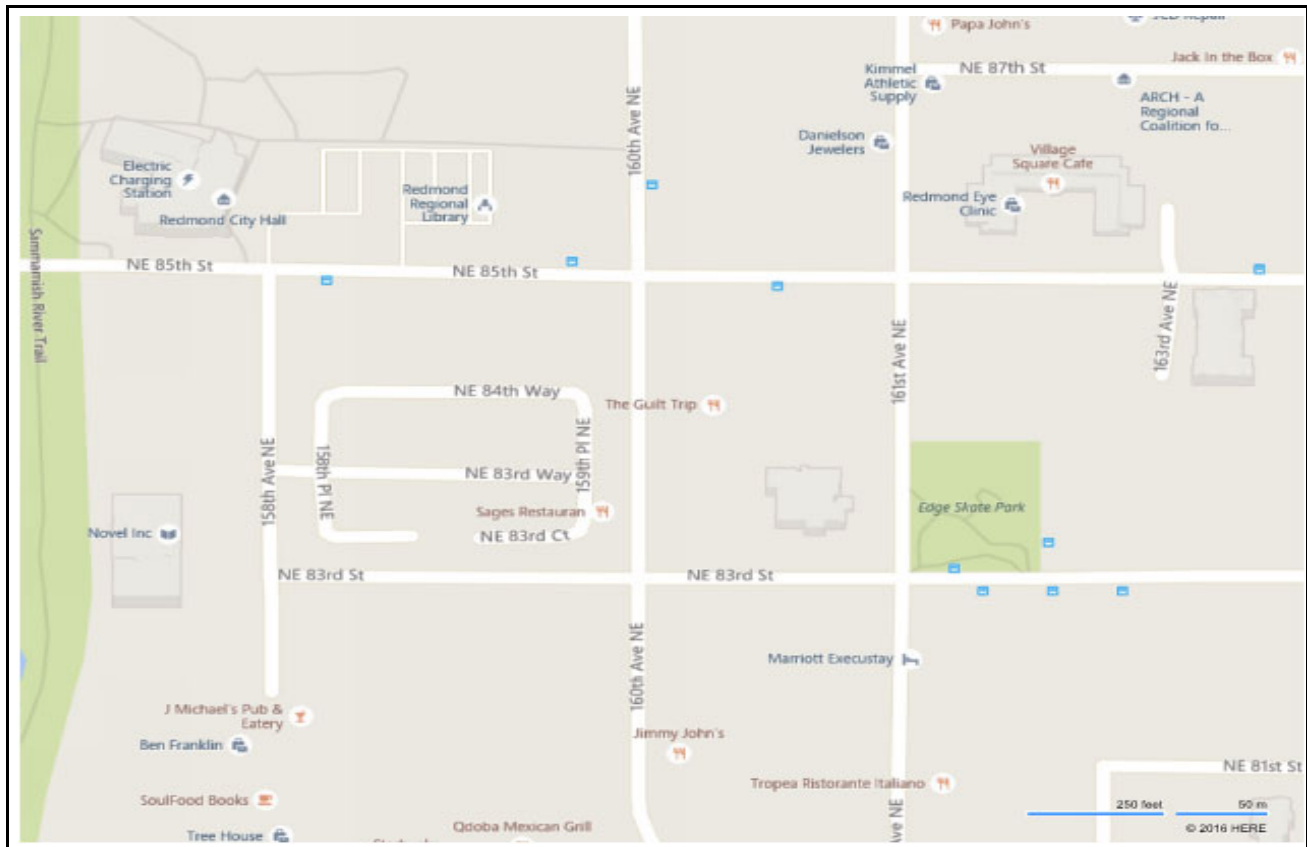 Papa John's
Jack In the Box
NE 87th St
Kimmel
Athletic
Supply
ARCH - A
Regional
Coalition fo...
160th Ave NE
Danielson
Jewelers
Village
Square Cafe
Electric
Charging
Station
Redmond
Regional
Library
Redmond Eye
Clinic
Redmond City Hall
Sammamish River Trail
NE 85th St
NE 85th St
163rd Ave NE
161st Ave NE
NE 84th Way
The Guilt Trip
158th Ave NE
158th Pl NE
159th Pl NE
NE 83rd Way
Sages Restauran
Edge Skate Park
Novel Inc
NE 83rd Ct
NE 83rd St
NE 83rd St
160th Ave NE
Marriott Execustay
J Michael's Pub &
Eatery
Jimmy John's
Ben Franklin
NE 81st St
Tropea Ristorante Italiano
SoulFood Books
250 feet
50 m
Ave NE
Qdoba Mexican Grill
© 2016 HERE
Tree House